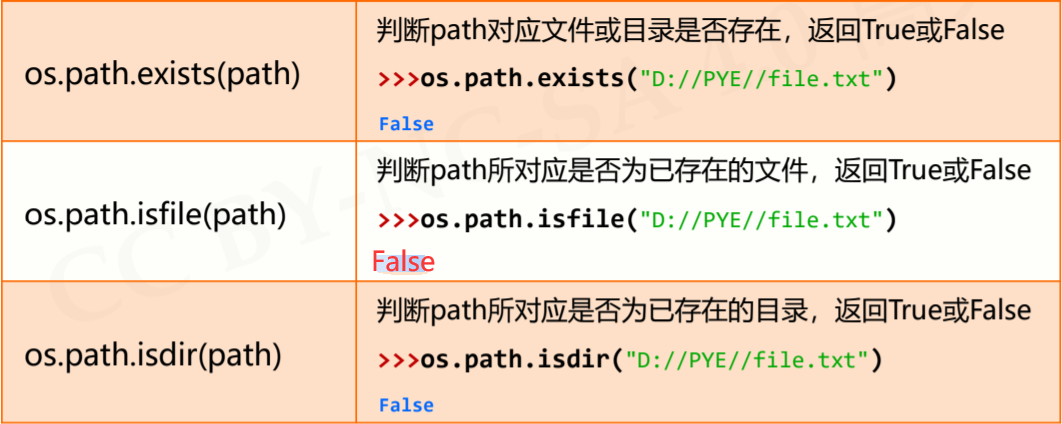 os.path.exists(path)
判断path对应文件或目录是否存在，返回True或False
>>>os.path.exists("D://PYE//file.txt")
False
os.path.isfile(path)
判断path所对应是否为已存在的文件，返回True或False
>>>os.path.isfile("D://PYE//file.txt")
False
os.path.isdir(path)
判断path所对应是否为已存在的目录，返回True或False
>>>os.path.isdir("D://PYE//file.txt")
False
CC BY-NC-SA 4.0